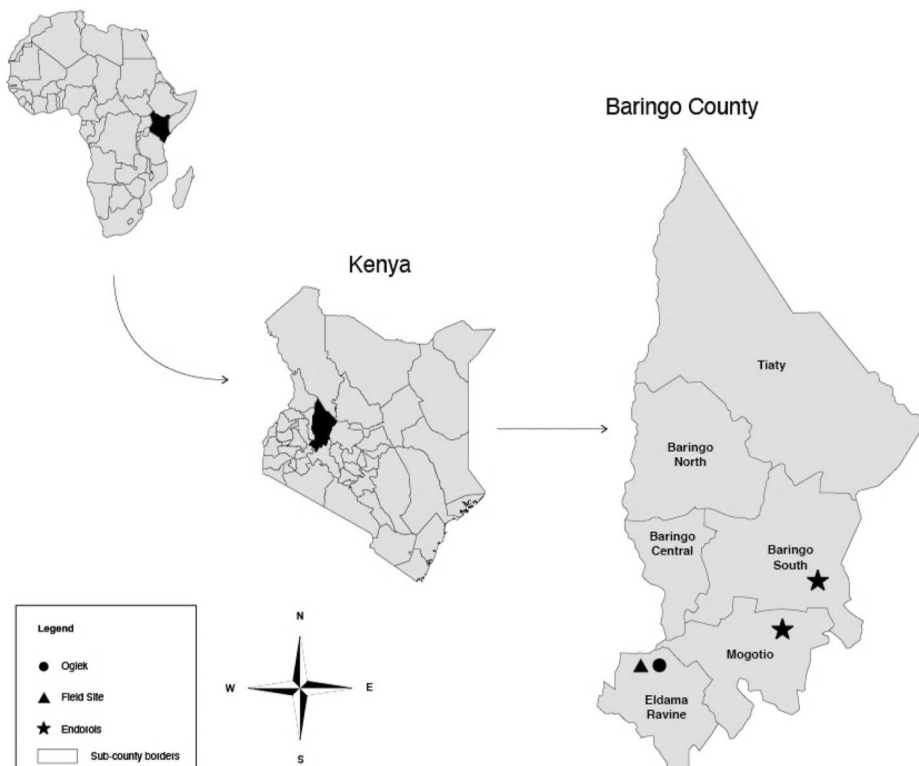 Baringo County
Kenya
Tiaty
Baringo
North
Baringo
Central
Baringo
South
Mogotio
Eldama
Ravine
Legend
Ogiek
Field Site
Endorois
Sub-county borders
N
W
E
S